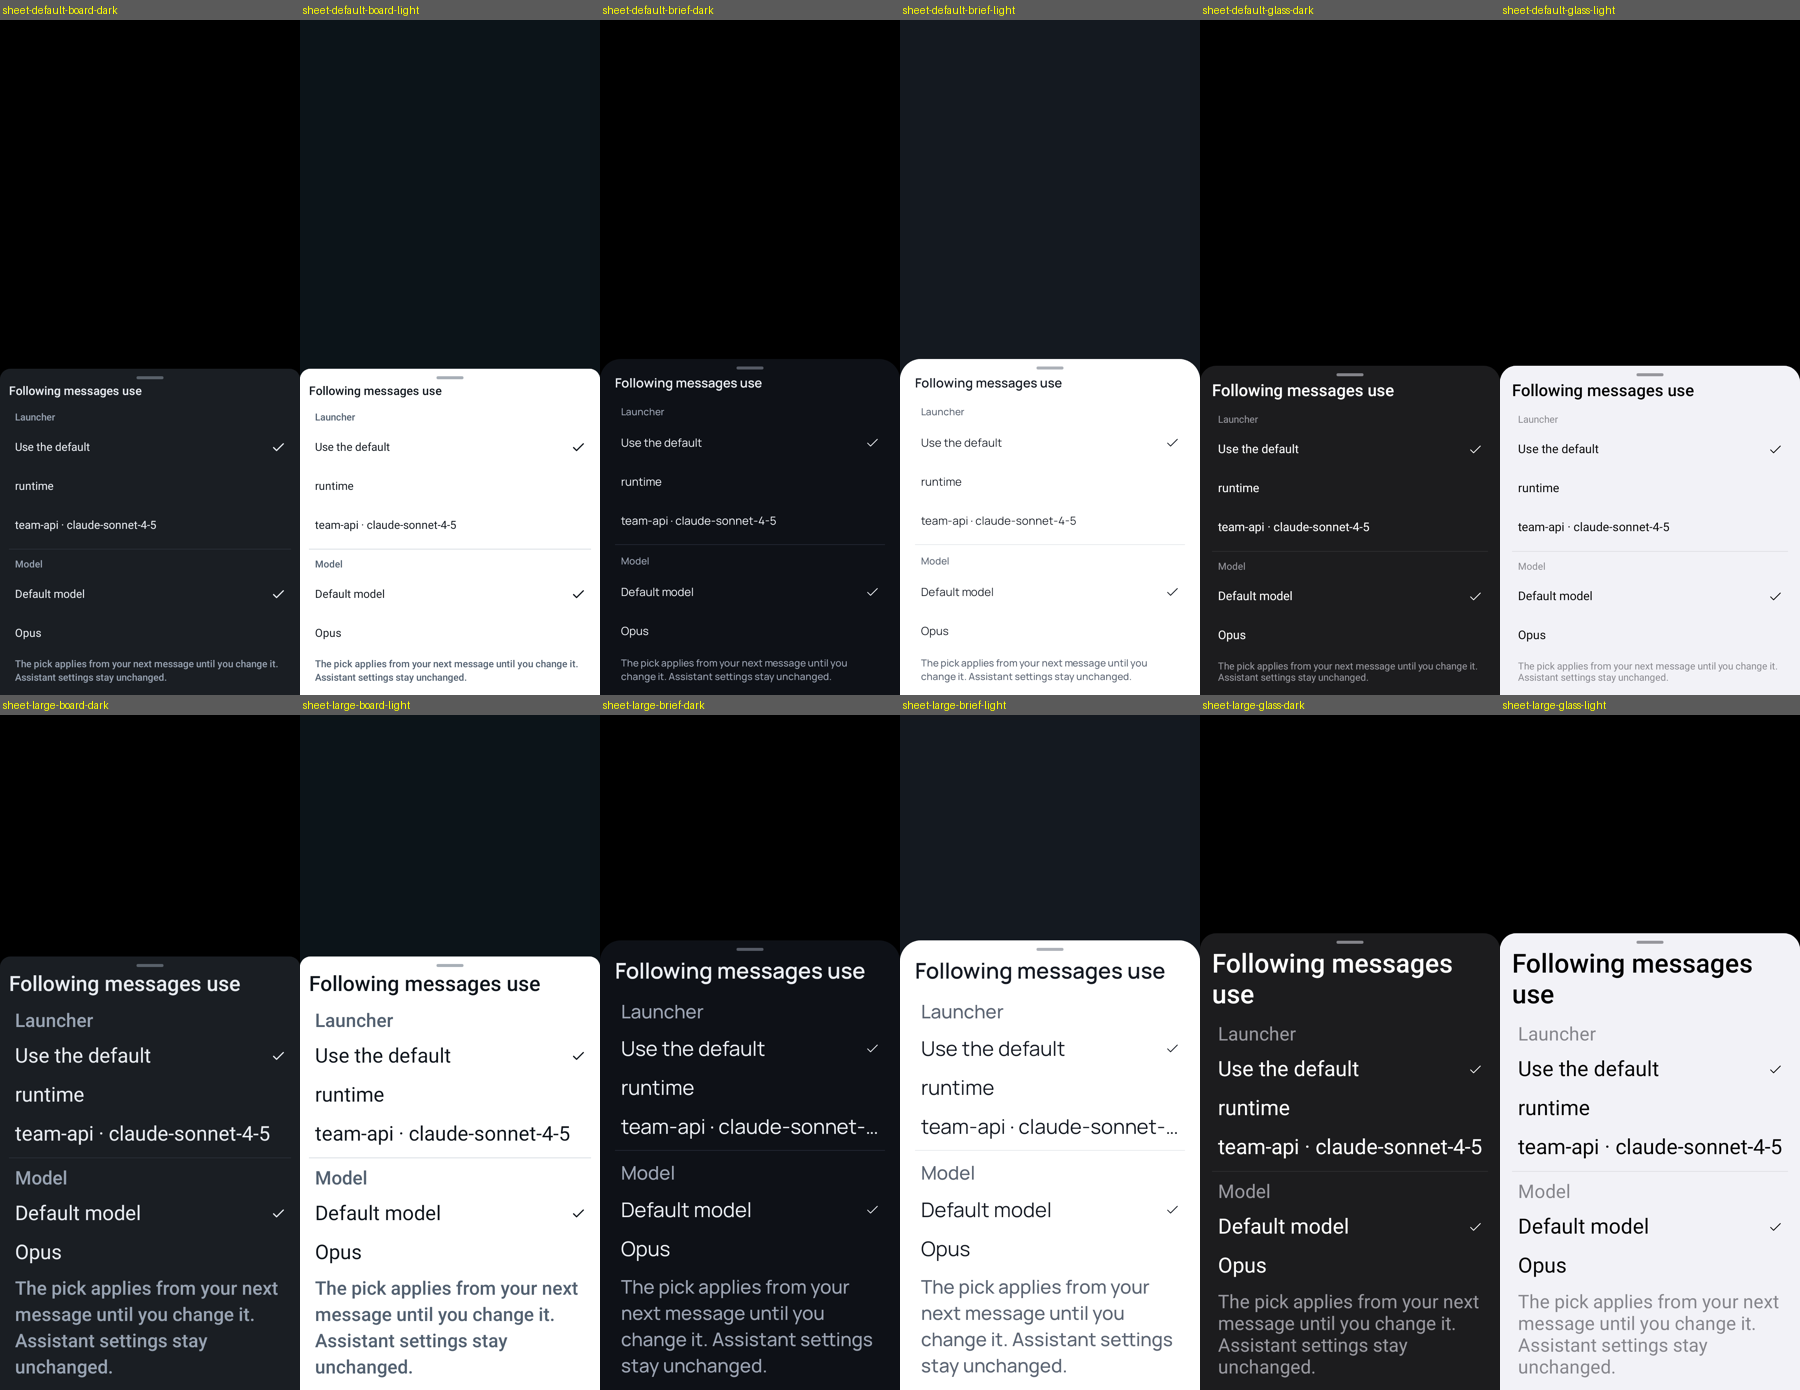 sheet-default-board-dark
Following messages use
Launcher
Use the default
runtime
team-api · claude-sonnet-4-5
Model
Default model
Opus
The pick applies from your next message until you change it.
Assistant settings stay unchanged.
sheet-default-board-light
Following messages use
Launcher
Use the default
runtime
team-api · claude-sonnet-4-5
Model
Default model
Opus
The pick applies from your next message until you change it.
Assistant settings stay unchanged.
sheet-default-brief-dark
Following messages use
Launcher
Use the default
runtime
team-api · claude-sonnet-4-5
Model
Default model
Opus
The pick applies from your next message until you
change it. Assistant settings stay unchanged.
sheet-default-brief-light
Following messages use
Launcher
Use the default
runtime
team-api · claude-sonnet-4-5
Model
Default model
Opus
The pick applies from your next message until you
change it. Assistant settings stay unchanged.
sheet-default-glass-dark
Following messages use
Launcher
Use the default
runtime
team-api · claude-sonnet-4-5
Model
Default model
Opus
The pick applies from your next message until you change it.
Assistant settings stay unchanged.
sheet-default-glass-light
Following messages use
Launcher
Use the default
runtime
team-api · claude-sonnet-4-5
Model
Default model
Opus
The pick applies from your next message until you change it.
Assistant settings stay unchanged.
sheet-large-board-dark
Following messages use
Launcher
Use the default
runtime
team-api · claude-sonnet-4-5
Model
Default model
Opus
The pick applies from your next
message until you change it.
Assistant settings stay
unchanged.
sheet-large-board-light
Following messages use
Launcher
Use the default
runtime
team-api · claude-sonnet-4-5
Model
Default model
Opus
The pick applies from your next
message until you change it.
Assistant settings stay
unchanged.
sheet-large-brief-dark
Following messages use
Launcher
Use the default
runtime
team-api · claude-sonnet-...
Model
Default model
Opus
The pick applies from your
next message until you
change it. Assistant settings
stay unchanged.
sheet-large-brief-light
Following messages use
Launcher
Use the default
runtime
team-api · claude-sonnet-...
Model
Default model
Opus
The pick applies from your
next message until you
change it. Assistant settings
stay unchanged.
sheet-large-glass-dark
Following messages
use
Launcher
Use the default
runtime
team-api · claude-sonnet-4-5
Model
Default model
Opus
The pick applies from your next
message until you change it.
Assistant settings stay
unchanged.
sheet-large-glass-light
Following messages
use
Launcher
Use the default
runtime
team-api · claude-sonnet-4-5
Model
Default model
Opus
The pick applies from your next
message until you change it.
Assistant settings stay
unchanged.